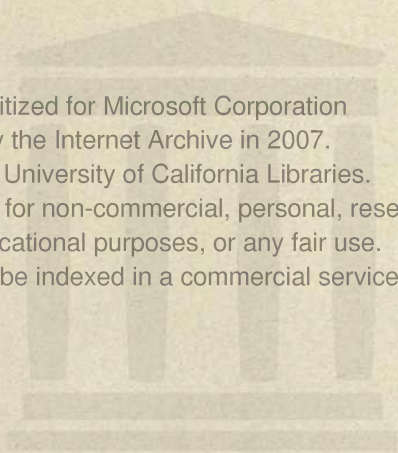 itized for Microsoft Corporation
y the Internet Archive in 2007.
University of California Libraries.
for non-commercial, personal, rese
cational purposes, or any fair use.
be indexed in a commercial service